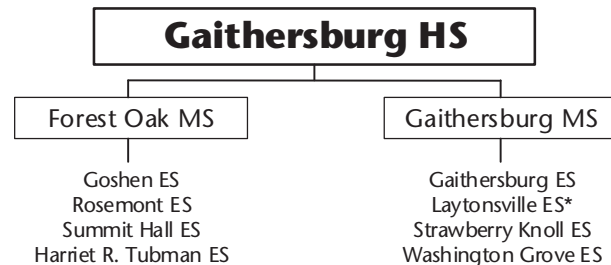 Gaithersburg HS
Forest Oak MS
Goshen ES
Rosemont ES
Summit Hall ES
Harriet R. Tubman ES
Gaithersburg MS
Gaithersburg ES
Laytonsville ES*
Strawberry Knoll ES
Washington Grove ES